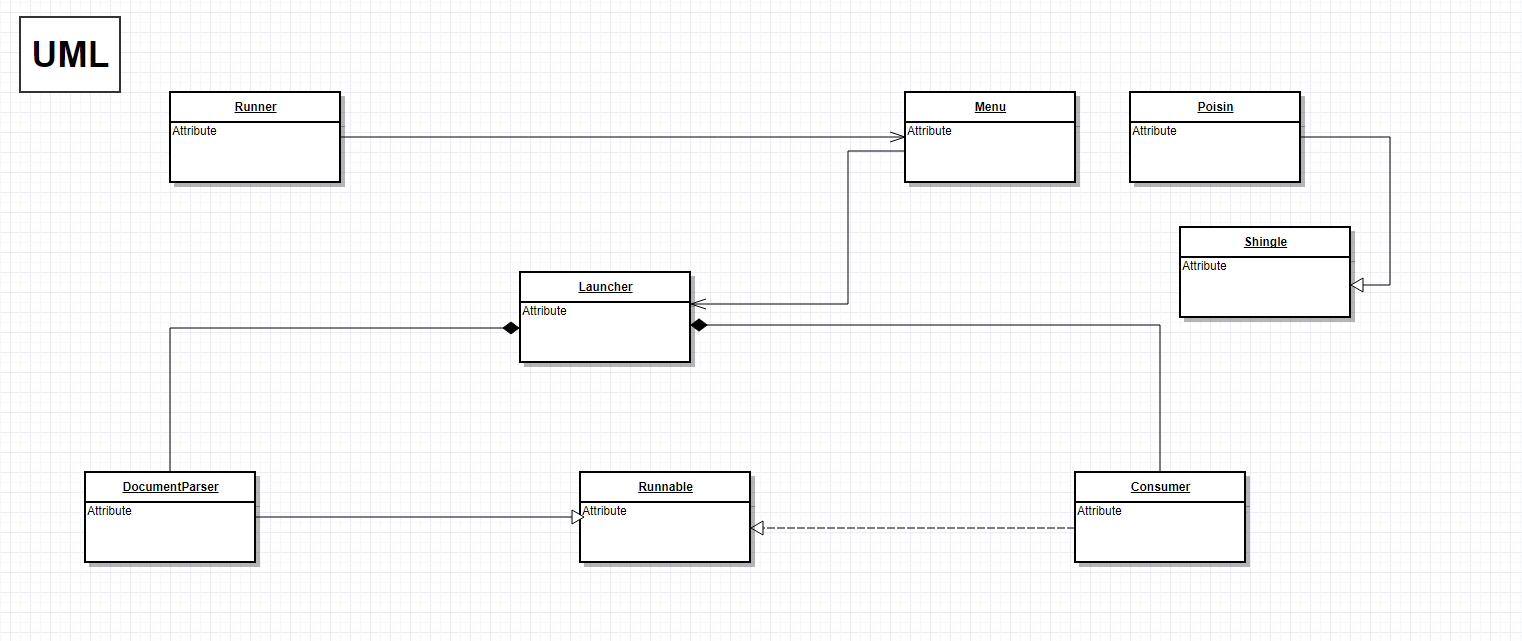 UML
Runner
Attribute
Menu
Attribute
Poisin
Attribute
Shingle
Attribute
Launcher
Attribute
DocumentParser
Attribute
Runnable
Attribute
Consumer
Attribute